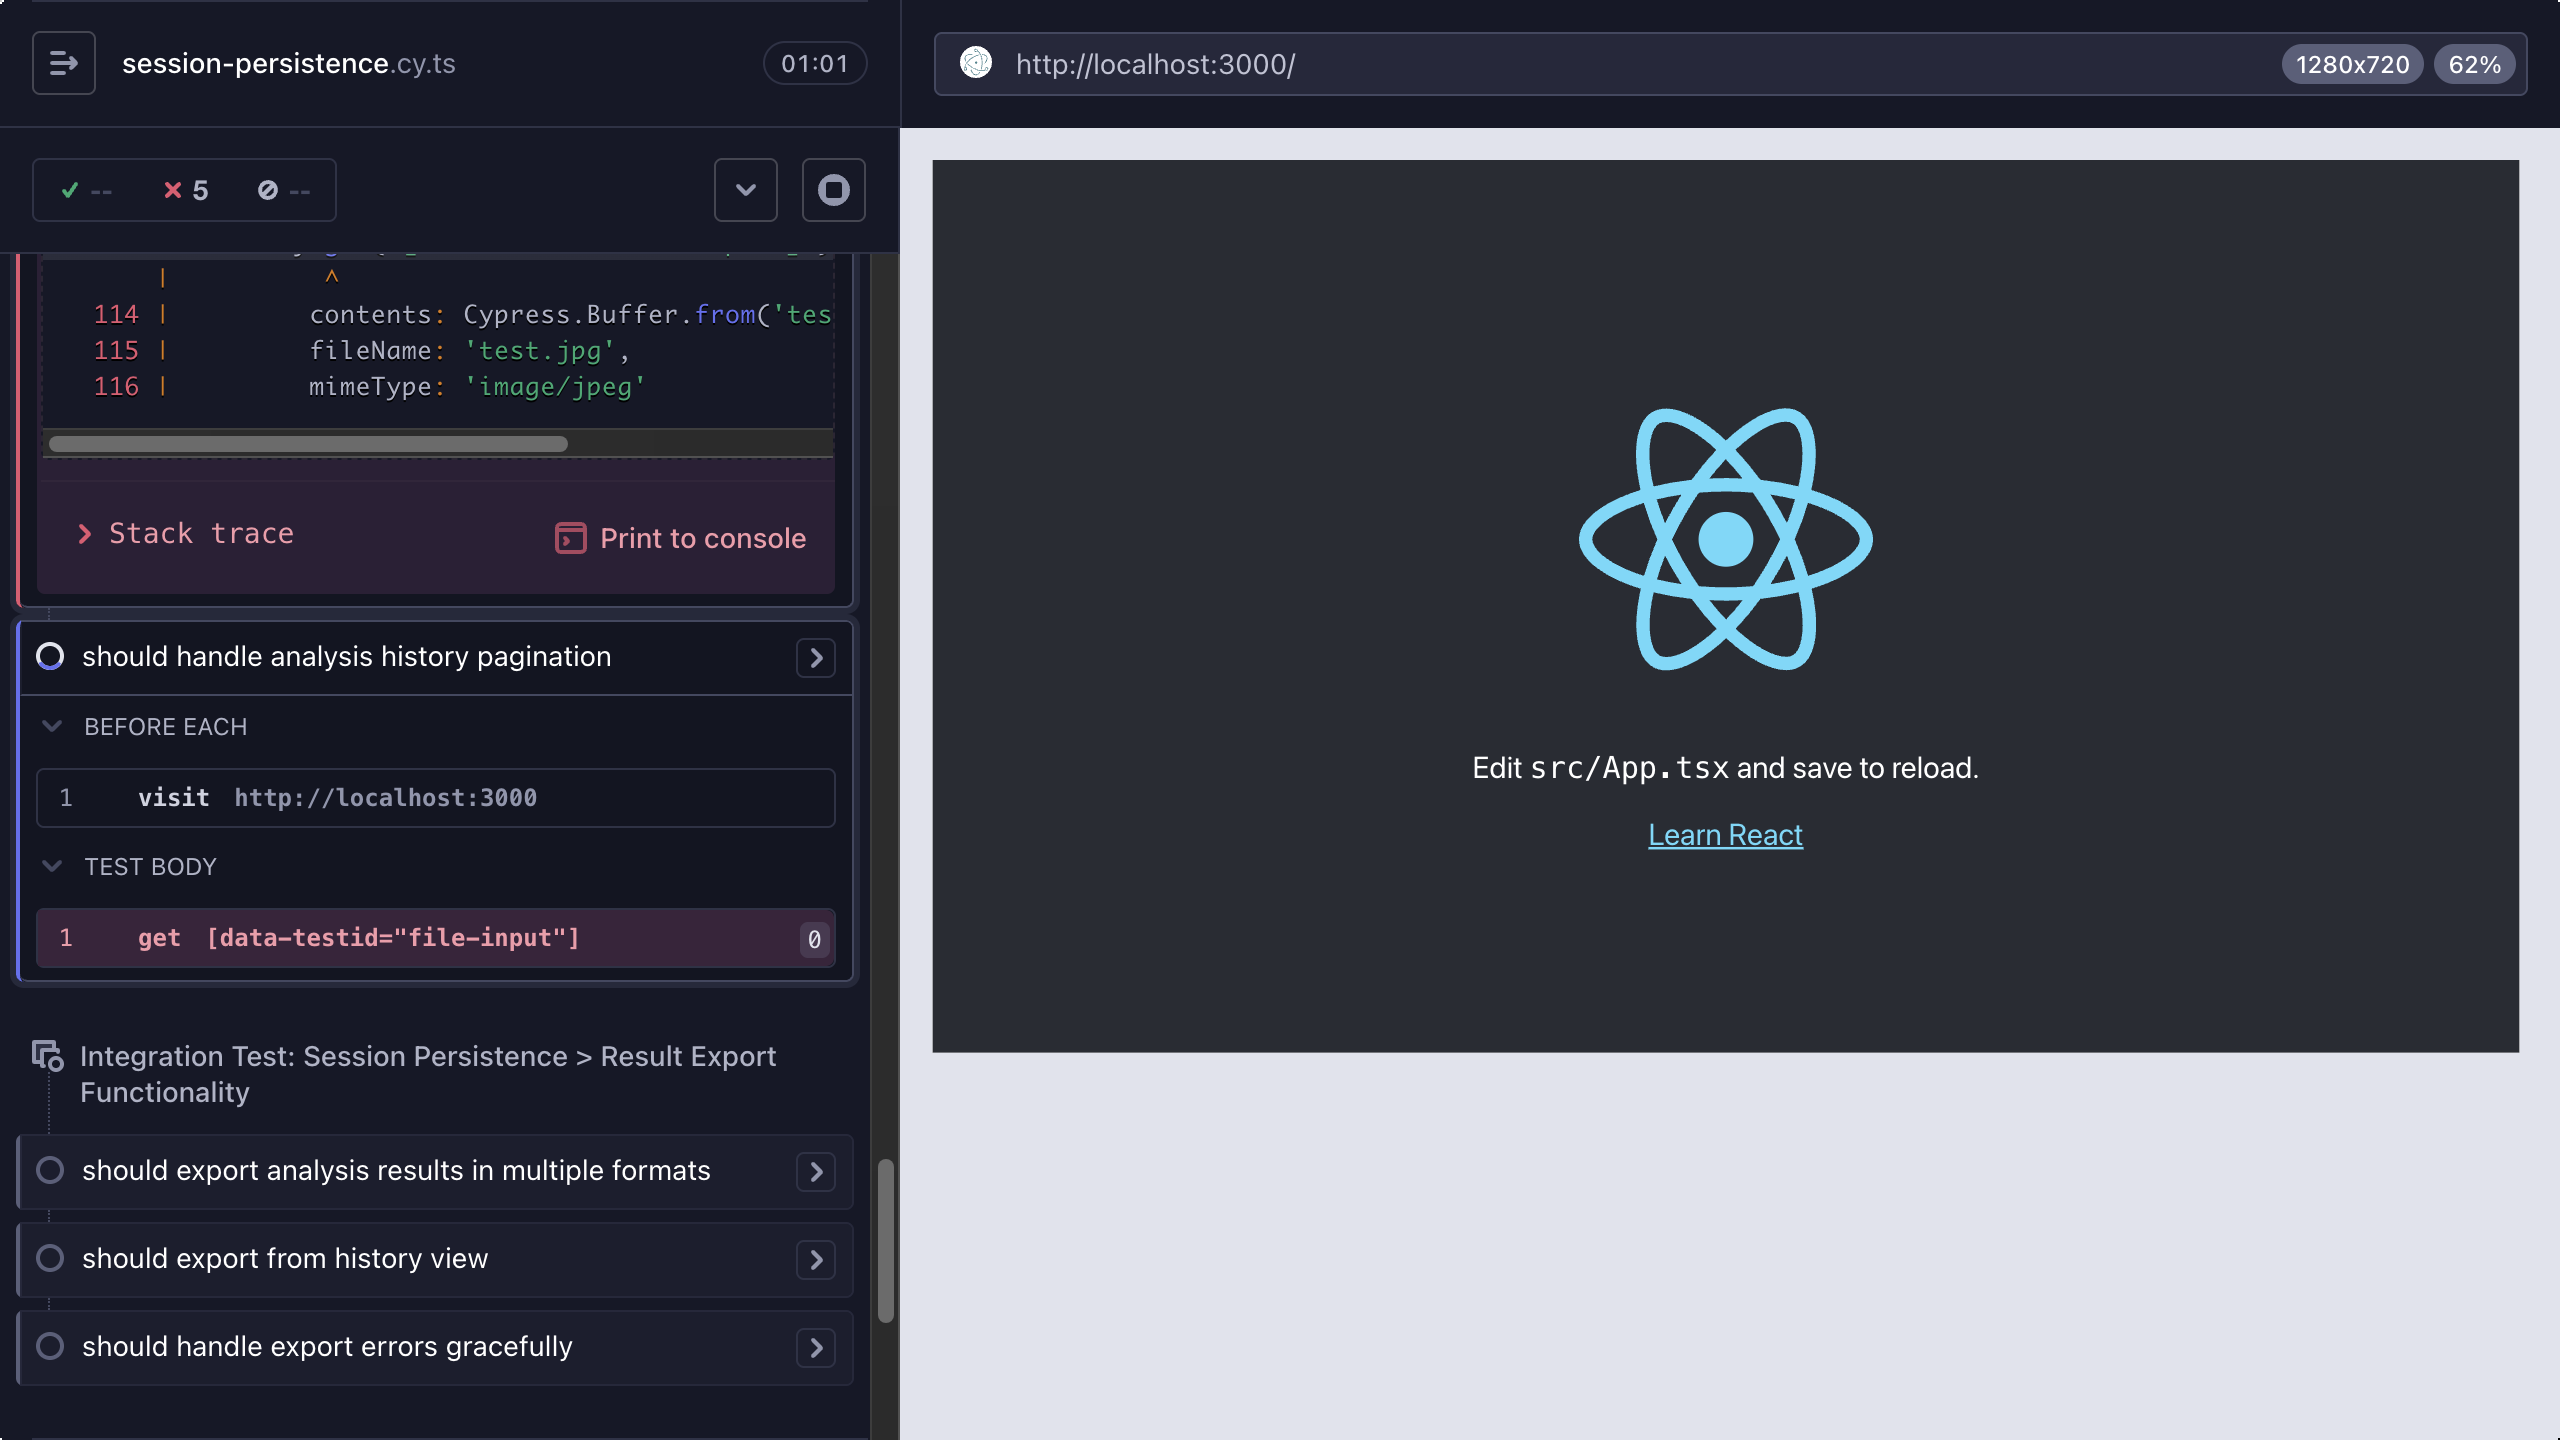 session-persistence.cy.ts
01:01
http://localhost:3000/
1280x720
62%
--
5
--
114 | contents: Cypress.Buffer.from('tes
115 | fileName: 'test.jpg',
116 | mimeType: 'image/jpeg'
Stack trace
Print to console
should handle analysis history pagination
BEFORE EACH
1 visit http://localhost:3000
TEST BODY
1 get [data-testid="file-input"] 0
Integration Test: Session Persistence > Result Export
Functionality
should export analysis results in multiple formats
should export from history view
should handle export errors gracefully
Edit src/App.tsx and save to reload.
Learn React